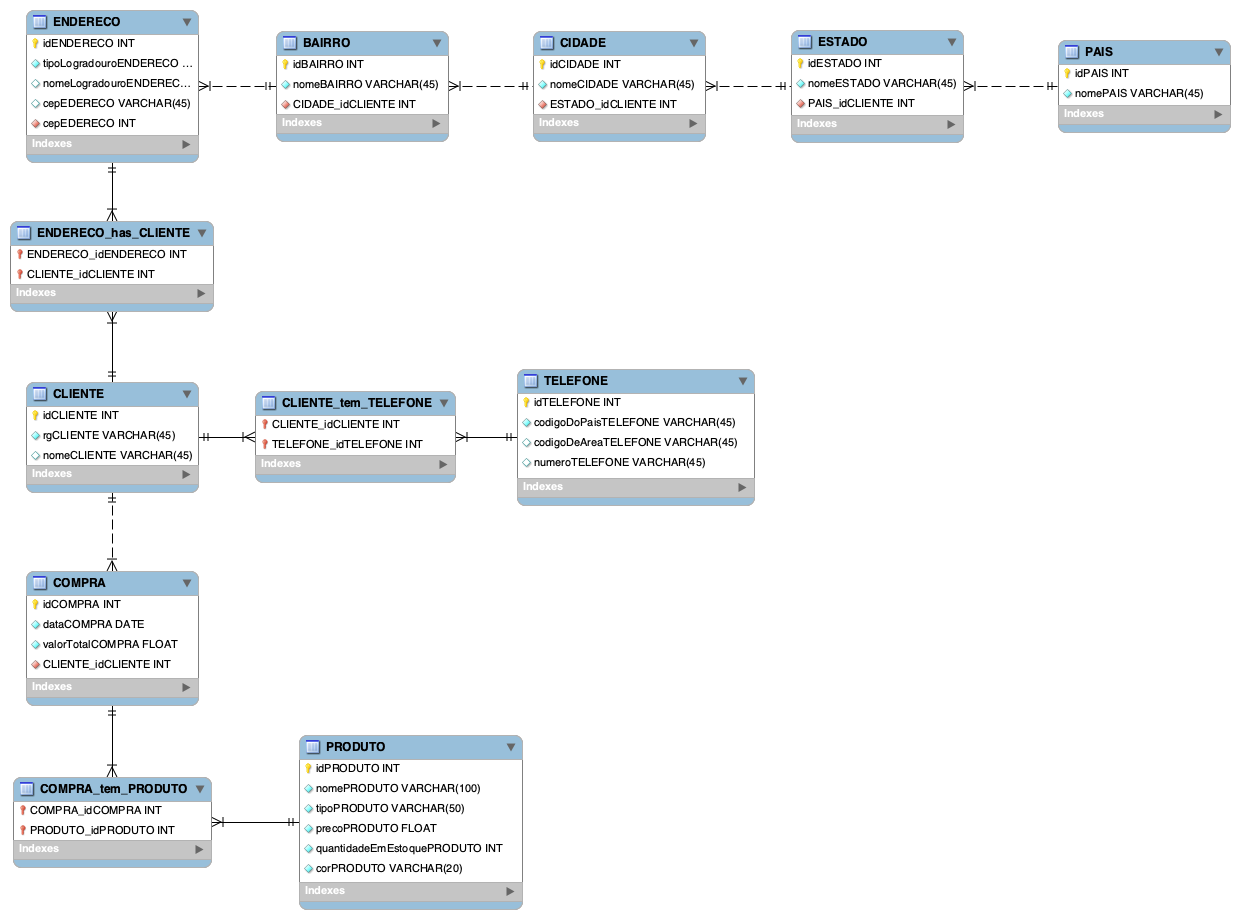 ENDERECO
idENDERECO INT
tipoLogradouroENDERECO ...
nomeLogradouroENDEREC...
cepEDERECO VARCHAR(45)
cepEDERECO INT
Indexes
BAIRRO
idBAIRRO INT
nomeBAIRRO VARCHAR(45)
CIDADE_idCLIENTE INT
Indexes
CIDADE
idCIDADE INT
nomeCIDADE VARCHAR(45)
ESTADO_idCLIENTE INT
Indexes
ESTADO
idESTADO INT
nomeESTADO VARCHAR(45)
PAIS_idCLIENTE INT
Indexes
PAIS
idPAIS INT
nomePAIS VARCHAR(45)
Indexes
ENDERECO_has_CLIENTE
ENDERECO_idENDERECO INT
CLIENTE_idCLIENTE INT
Indexes
CLIENTE
idCLIENTE INT
rgCLIENTE VARCHAR(45)
nomeCLIENTE VARCHAR(45)
Indexes
CLIENTE_tem_TELEFONE
CLIENTE_idCLIENTE INT
TELEFONE_idTELEFONE INT
Indexes
TELEFONE
idTELEFONE INT
codigoDoPaisTELEFONE VARCHAR(45)
codigoDeAreaTELEFONE VARCHAR(45)
numeroTELEFONE VARCHAR(45)
Indexes
COMPRA
idCOMPRA INT
dataCOMPRA DATE
valorTotalCOMPRA FLOAT
CLIENTE_idCLIENTE INT
Indexes
COMPRA_tem_PRODUTO
COMPRA_idCOMPRA INT
PRODUTO_idPRODUTO INT
Indexes
PRODUTO
idPRODUTO INT
nomePRODUTO VARCHAR(100)
tipoPRODUTO VARCHAR(50)
precoPRODUTO FLOAT
quantidadeEmEstoquePRODUTO INT
corPRODUTO VARCHAR(20)
Indexes